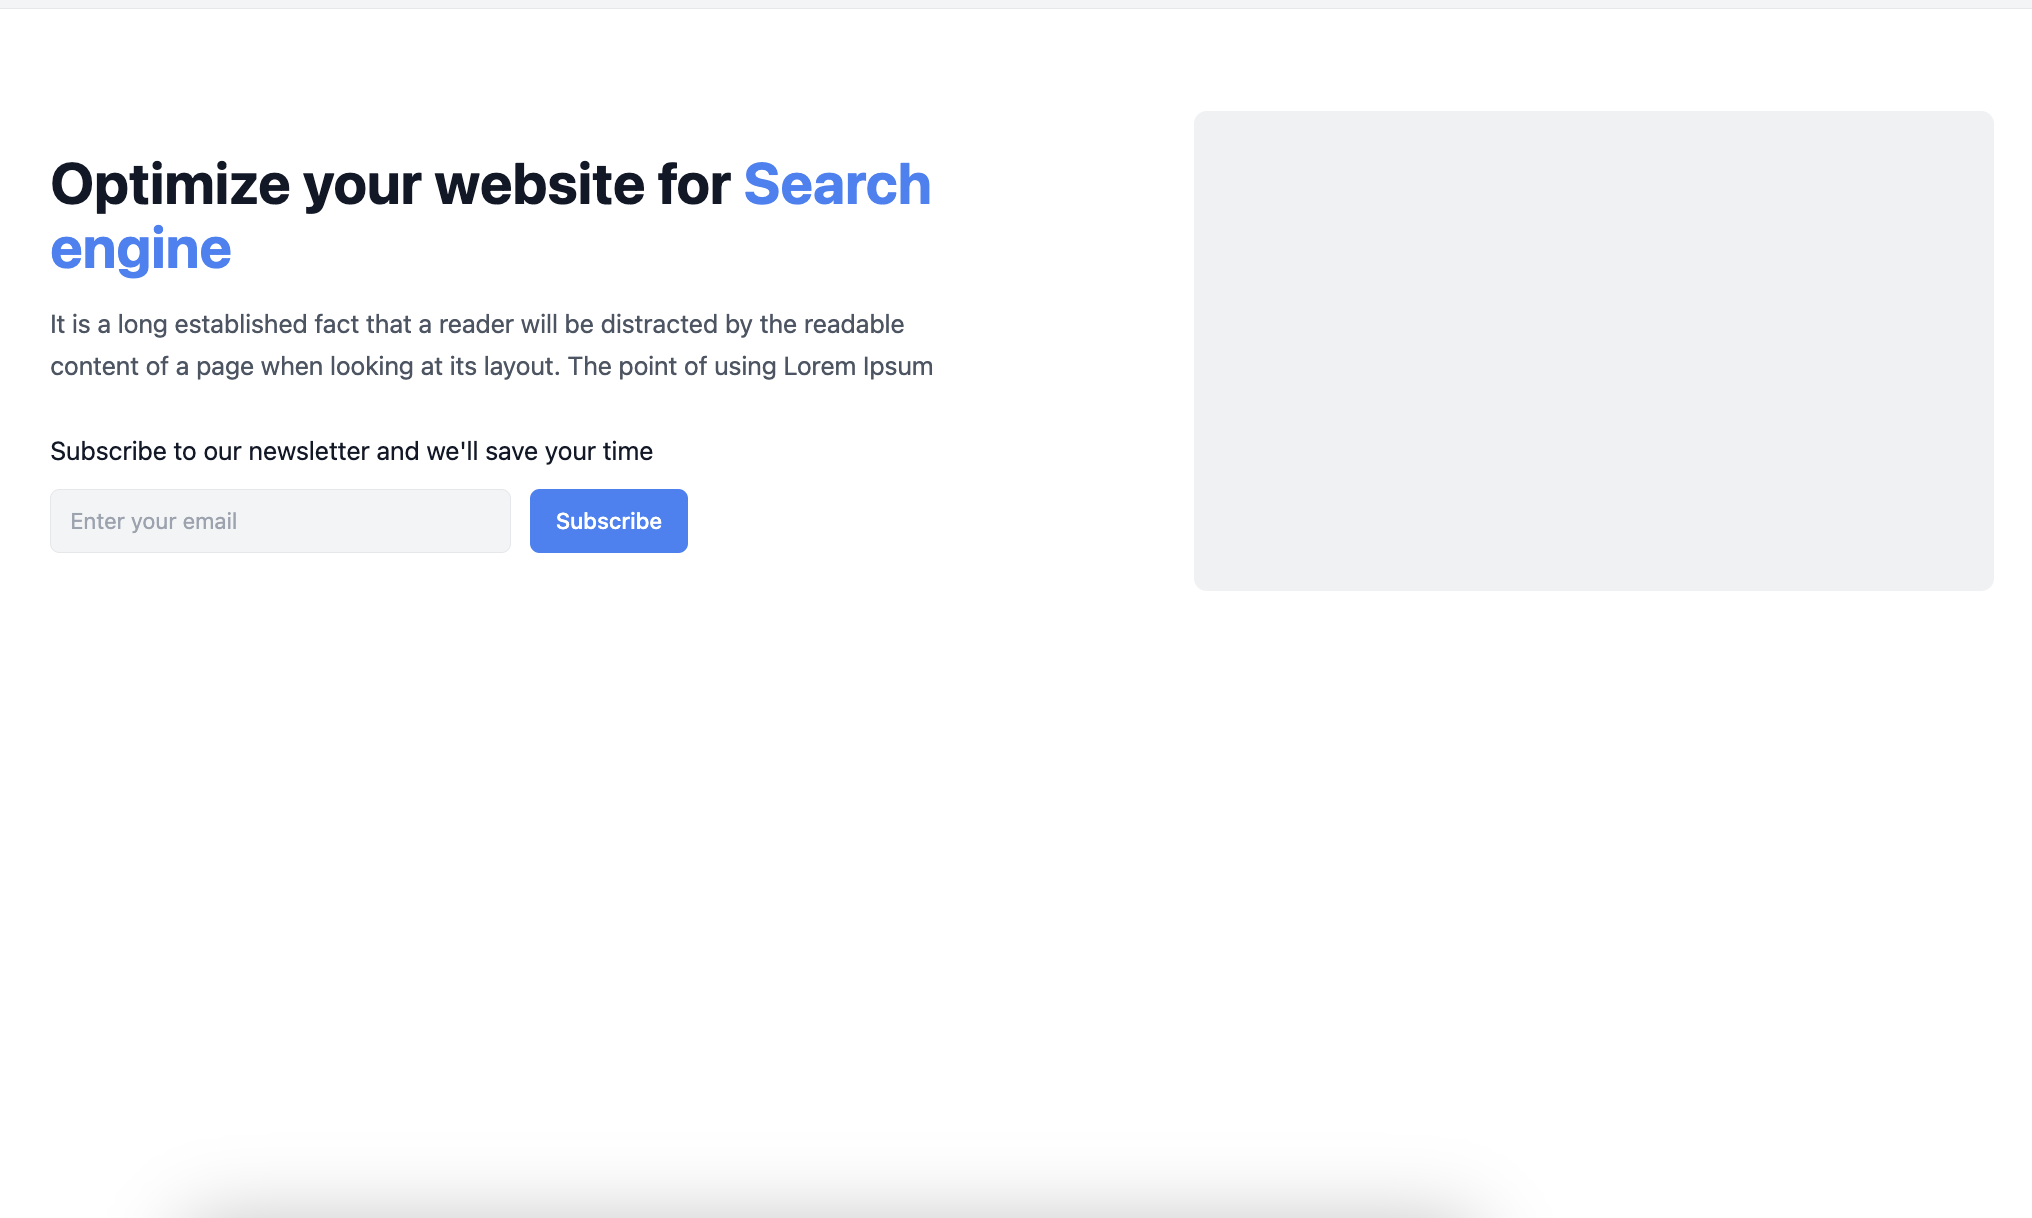 Optimize your website for Search
engine
It is a long established fact that a reader will be distracted by the readable
content of a page when looking at its layout. The point of using Lorem Ipsum
Subscribe to our newsletter and we'll save your time
Enter your email
Subscribe